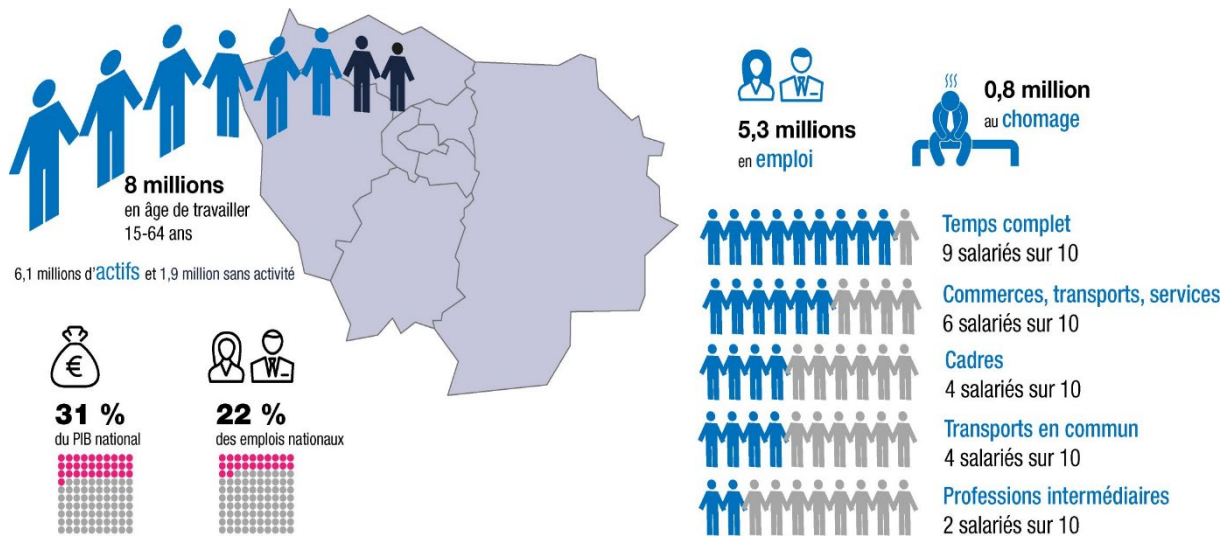 8 millions
en âge de travailler
15-64 ans
6,1 millions d'actifs et 1,9 million sans activité
€
31 %
du PIB national
22 %
des emplois nationaux
5,3 millions
en emploi
0,8 million
au chomage
Temps complet
9 salariés sur 10
Commerces, transports, services
6 salariés sur 10
Cadres
4 salariés sur 10
Transports en commun
4 salariés sur 10
Professions intermédiaires
2 salariés sur 10